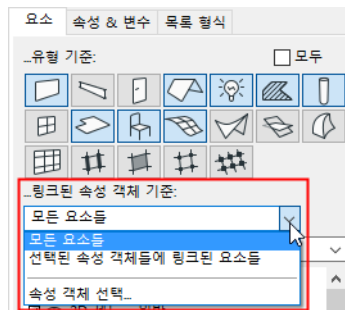 요소 속성 & 변수 목록 형식
...유형 기준: 모두
...링크된 속성 객체 기준:
모든 요소들
모든 요소들
선택된 속성 객체들에 링크된 요소들
속성 객체 선택...